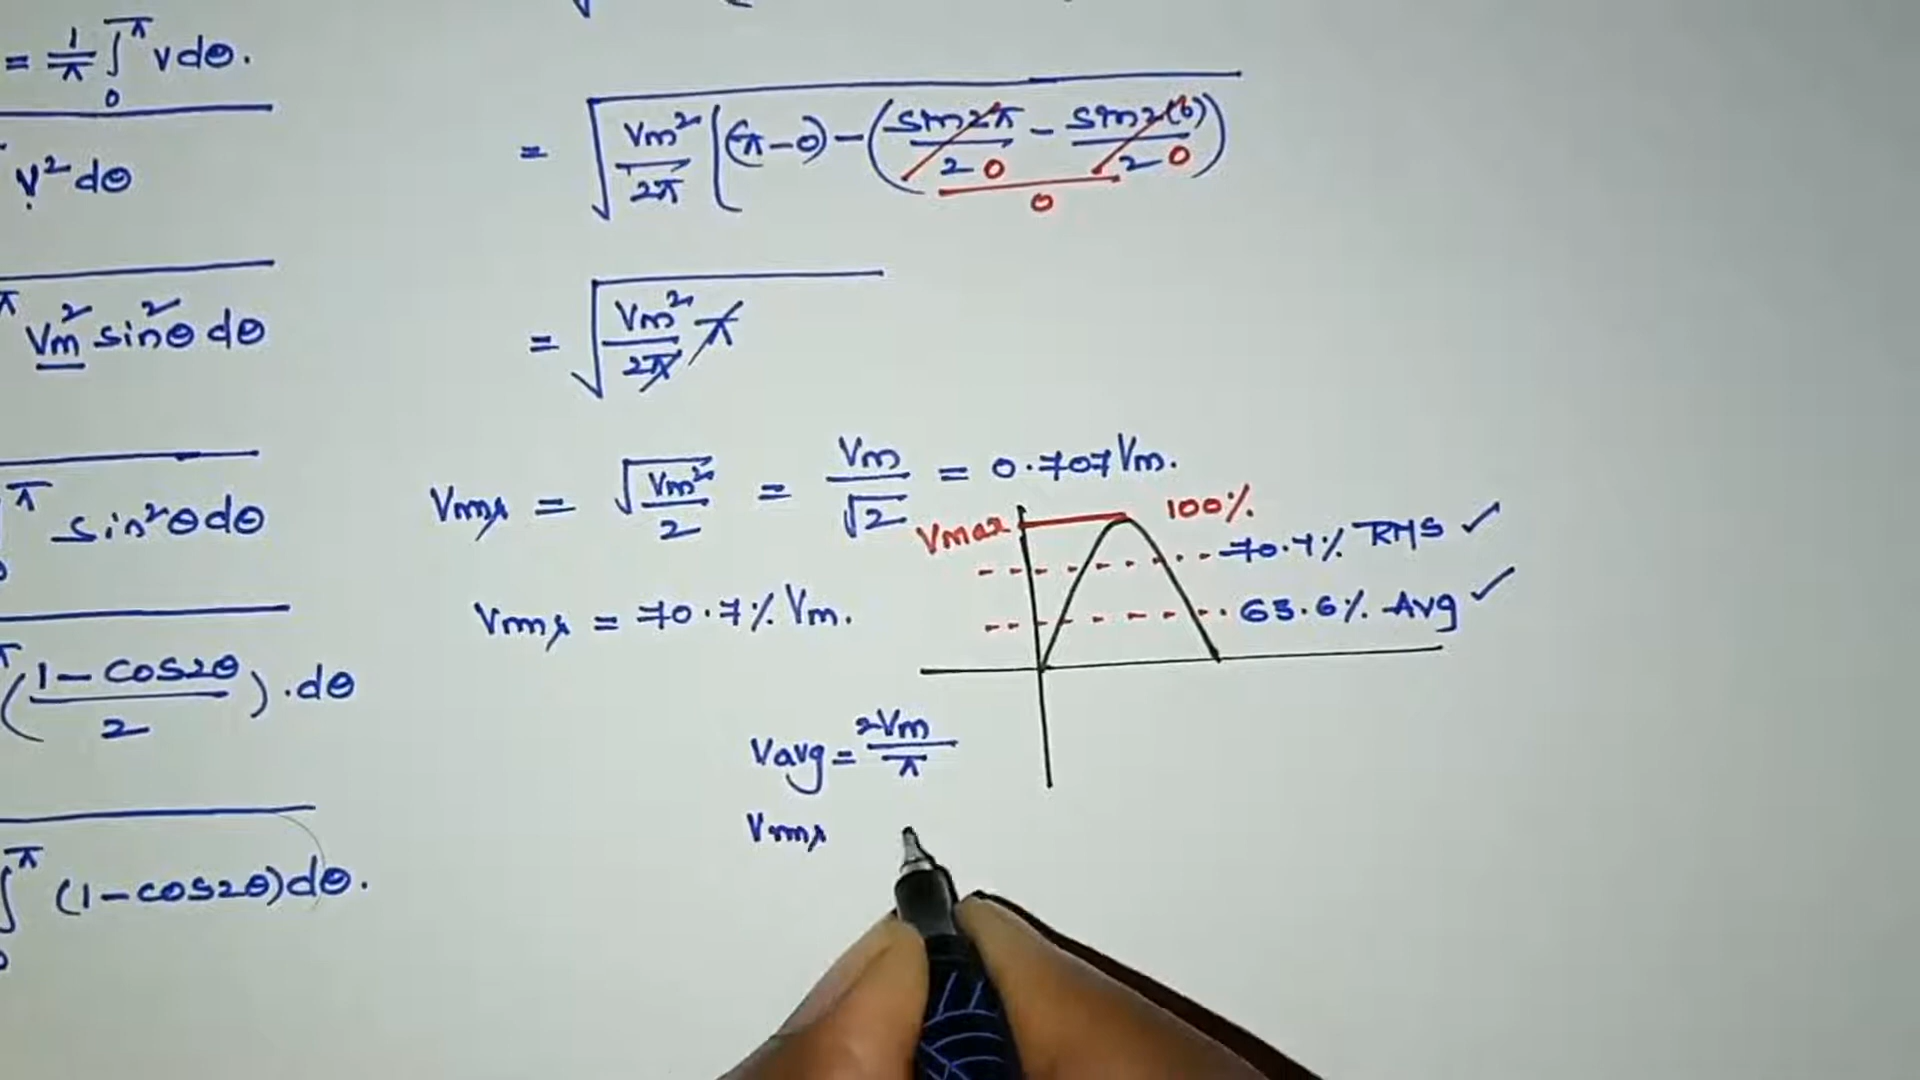 = 1/π ∫₀^π v dθ.
V² dθ
π Vm² sin²θ dθ
π sin²θ dθ
π (1-cos2θ/2).dθ
∫₀^π (1-cos2θ)dθ.
= √(Vm²/2π ((π-0)-(sin2π/2 - sin2(0)/2)
0 0
0
= √(Vm²/2π π
Vrms = √(Vm²/2) = Vm/√2 = 0.707Vm.
Vrms = 70.7% Vm.
Vmax 100%
70.7% RMS ✓
63.6% Avg ✓
Vavg = 2Vm/π
Vrms